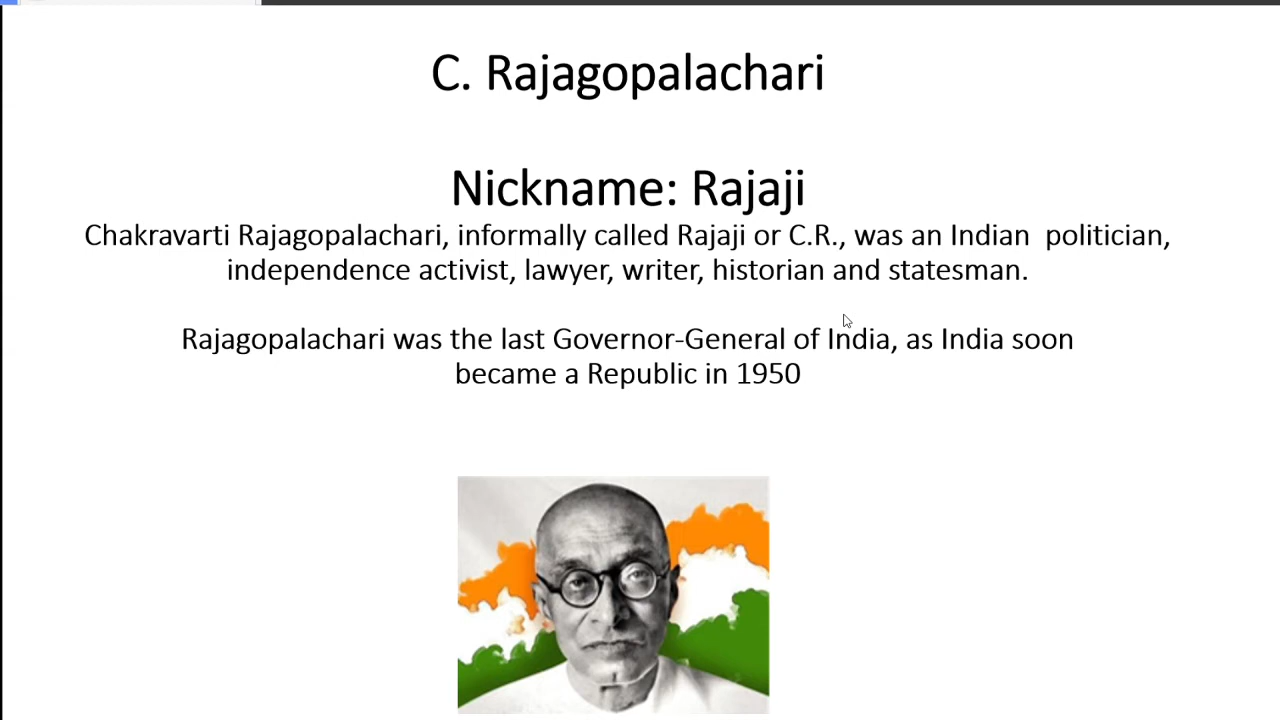 C. Rajagopalachari
Nickname: Rajaji
Chakravarti Rajagopalachari, informally called Rajaji or C.R., was an Indian  politician,
independence activist, lawyer, writer, historian and statesman.
Rajagopalachari was the last Governor-General of India, as India soon
became a Republic in 1950